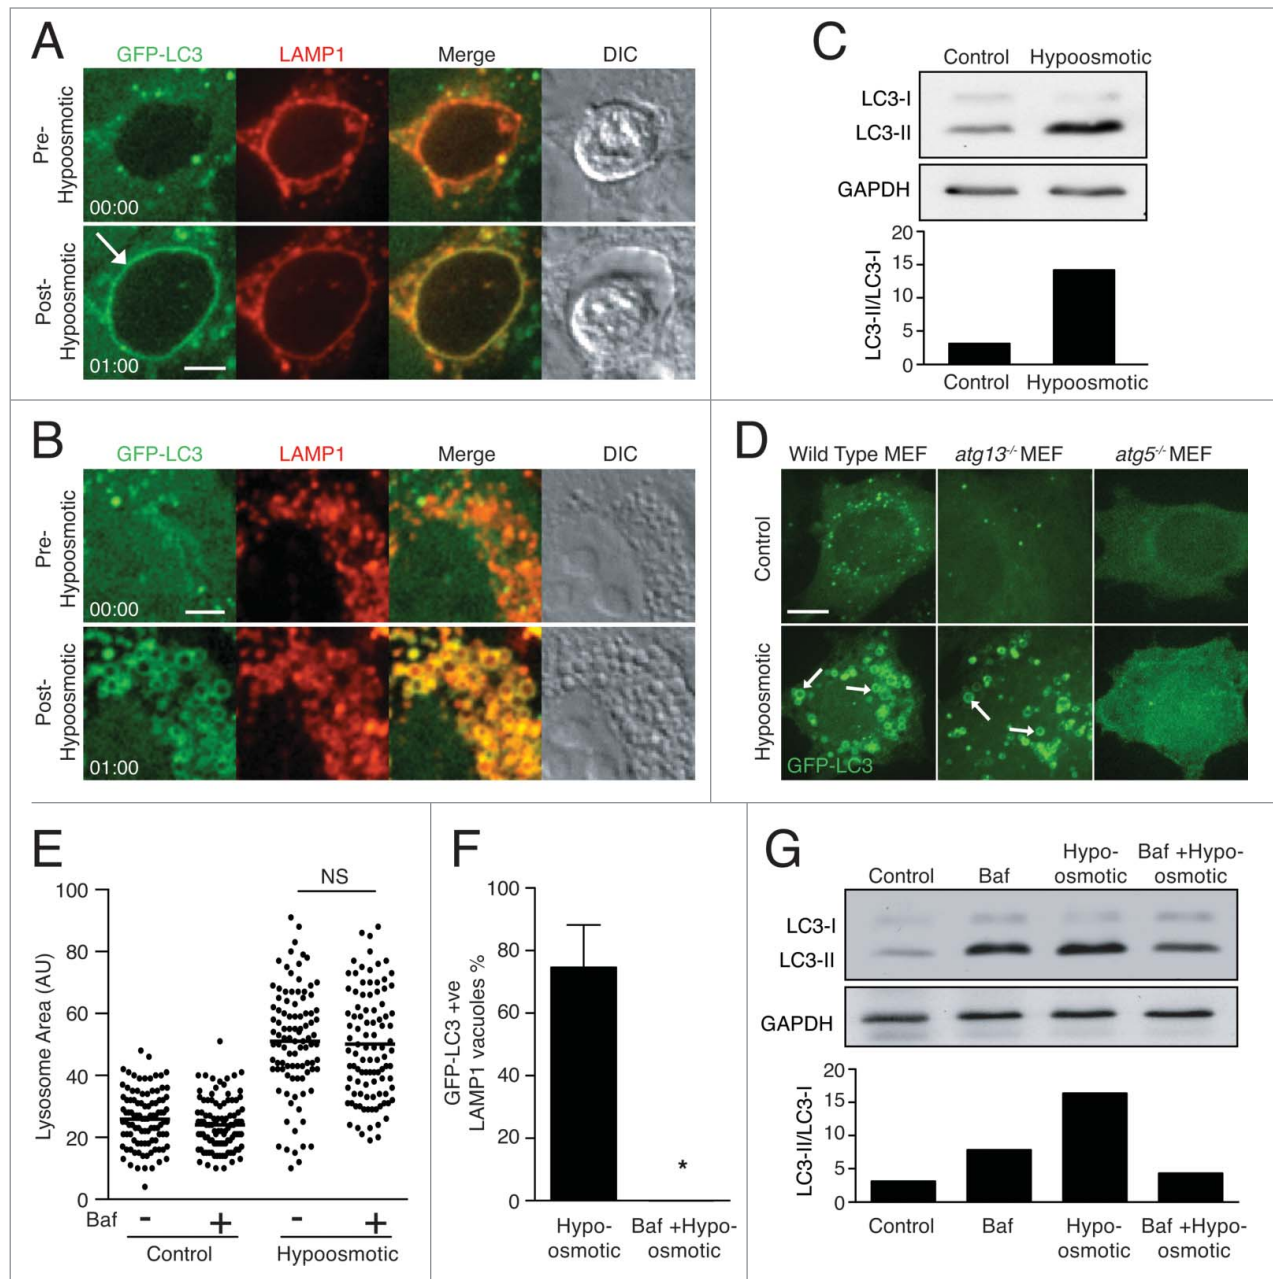 A
GFP-LC3 LAMP1 Merge DIC
Pre-
Hypoosmotic
00:00
Post-
Hypoosmotic
01:00
B
GFP-LC3 LAMP1 Merge DIC
Pre-
Hypoosmotic
00:00
Post-
Hypoosmotic
01:00
C
Control Hypoosmotic
LC3-I
LC3-II
GAPDH
LC3-II/LC3-I
20
15
10
5
0
Control Hypoosmotic
D
Wild Type MEF atg13-/- MEF atg5-/- MEF
Control
Hypoosmotic
GFP-LC3
E
NS
Lysosome Area (AU)
100
80
60
40
20
0
Baf - + - +
Control Hypoosmotic
F
GFP-LC3 +ve
LAMP1 vacuoles %
100
80
60
40
20
0
*
Hypo- Baf +Hypo-
osmotic osmotic
G
Hypo- Baf +Hypo-
Control Baf osmotic osmotic
LC3-I
LC3-II
GAPDH
LC3-II/LC3-I
20
15
10
5
0
Control Baf Hypo- Baf +Hypo-
osmotic osmotic